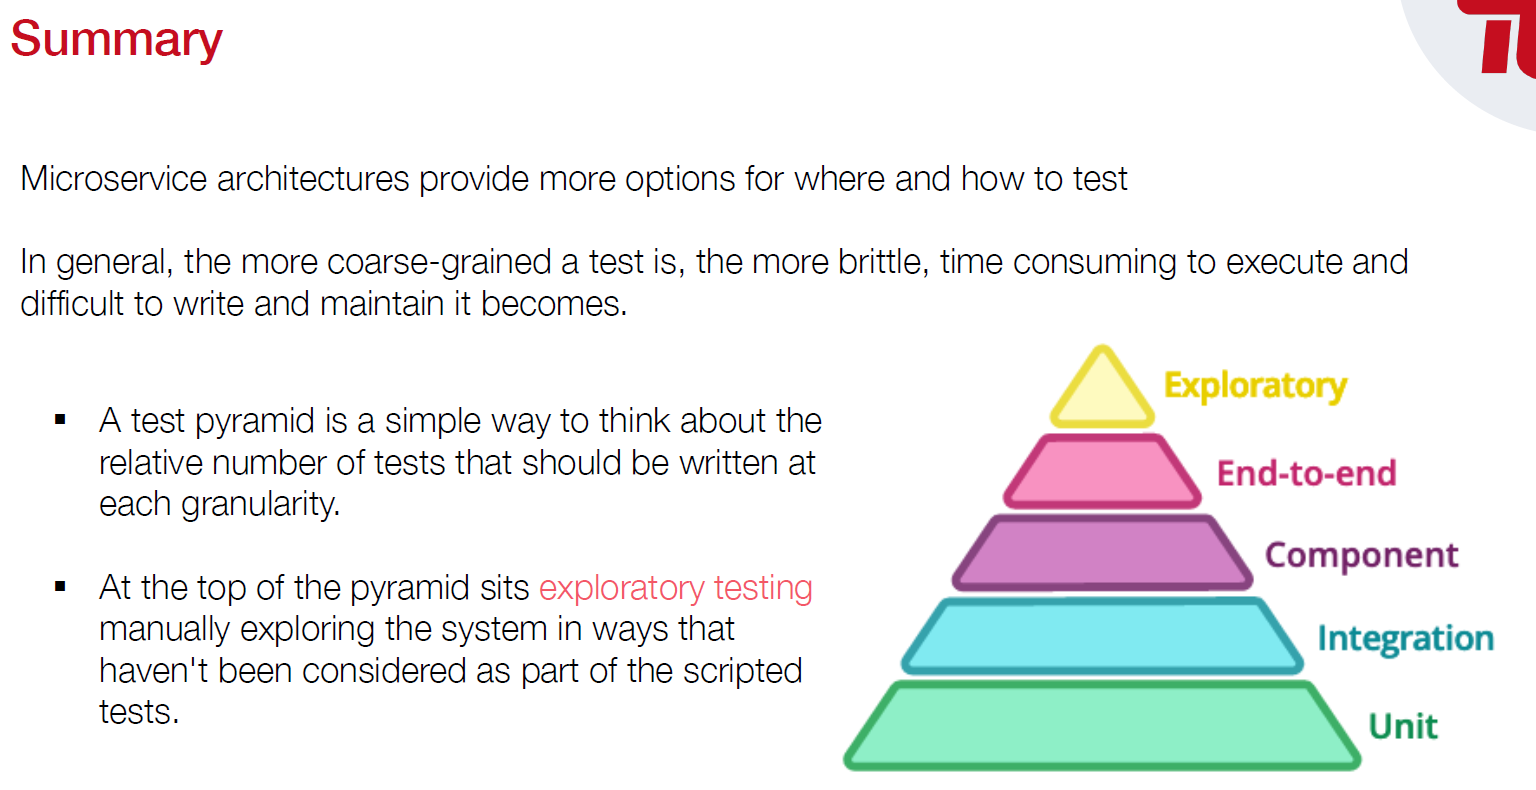 Summary
Microservice architectures provide more options for where and how to test
In general, the more coarse-grained a test is, the more brittle, time consuming to execute and
difficult to write and maintain it becomes.
▪ A test pyramid is a simple way to think about the
relative number of tests that should be written at
each granularity.
▪ At the top of the pyramid sits exploratory testing
manually exploring the system in ways that
haven't been considered as part of the scripted
tests.
Exploratory
End-to-end
Component
Integration
Unit